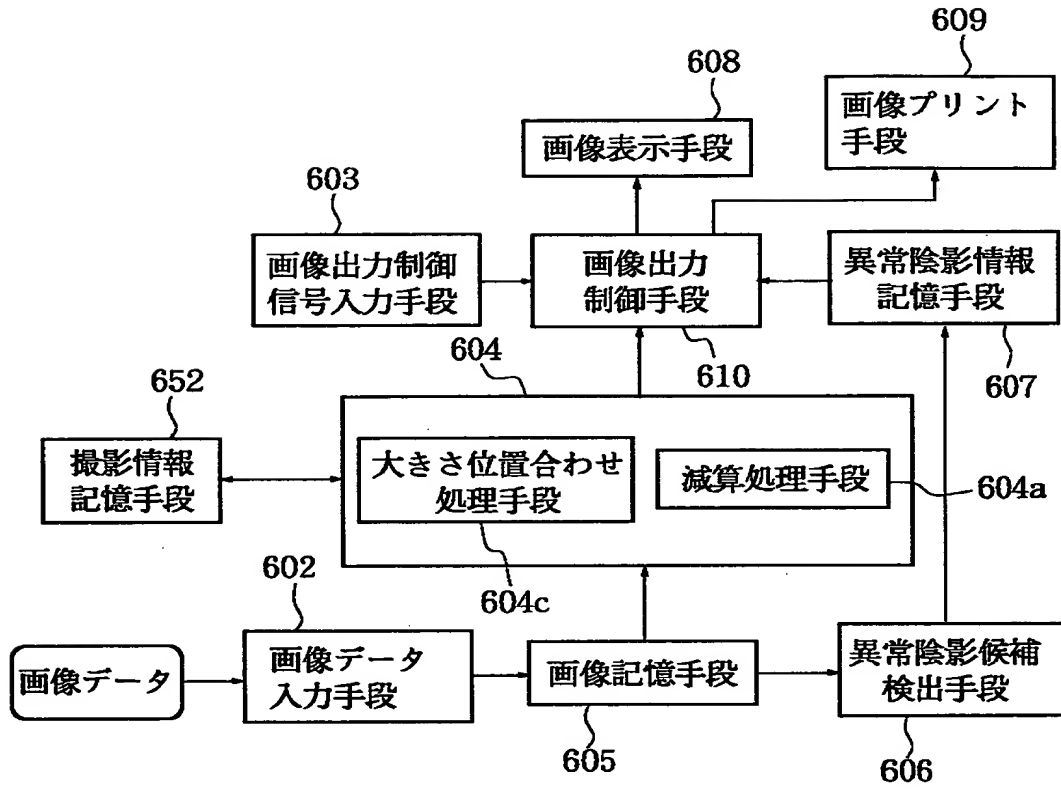 609
608
画像プリント
手段
画像表示手段
603
画像出力制御
信号入力手段
画像出力
制御手段
異常陰影情報
記憶手段
604
610
607
652
撮影情報
記憶手段
大きさ位置合わせ
処理手段
減算処理手段
604a
602
604c
画像データ
画像データ
入力手段
画像記憶手段
異常陰影候補
検出手段
605
606